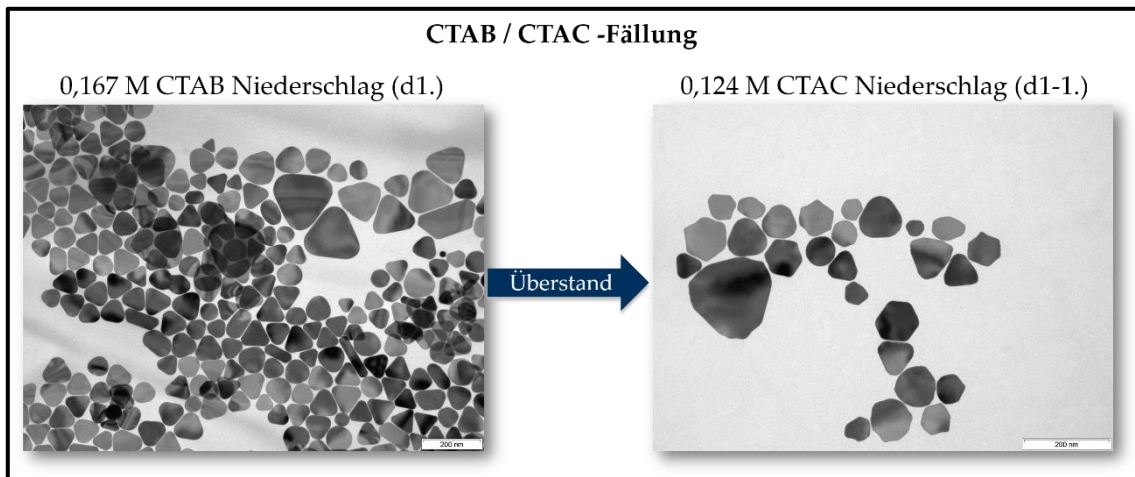 CTAB / CTAC -Fällung
0,167 M CTAB Niederschlag (d1.)
0,124 M CTAC Niederschlag (d1-1.)
Überstand
200 nm
200 nm